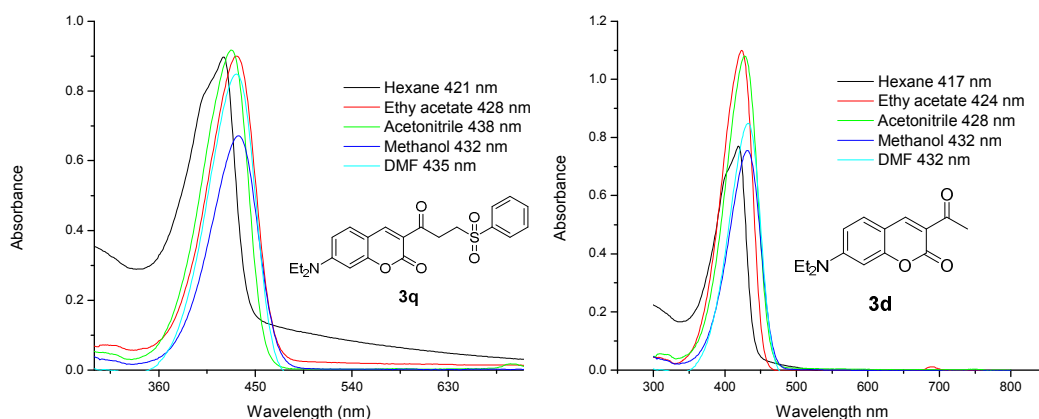 1.0
0.8
0.6
0.4
0.2
0.0
Absorbance
360 450 540 630
Wavelength (nm)
Hexane 421 nm
Ethy acetate 428 nm
Acetonitrile 438 nm
Methanol 432 nm
DMF 435 nm
O
O
S
O
Et₂N
O
O
3q
1.2
1.0
0.8
0.6
0.4
0.2
0.0
Absorbance
300 400 500 600 700 800
Wavelength nm
Hexane 417 nm
Ethy acetate 424 nm
Acetonitrile 428 nm
Methanol 432 nm
DMF 432 nm
O
Et₂N
O
O
3d